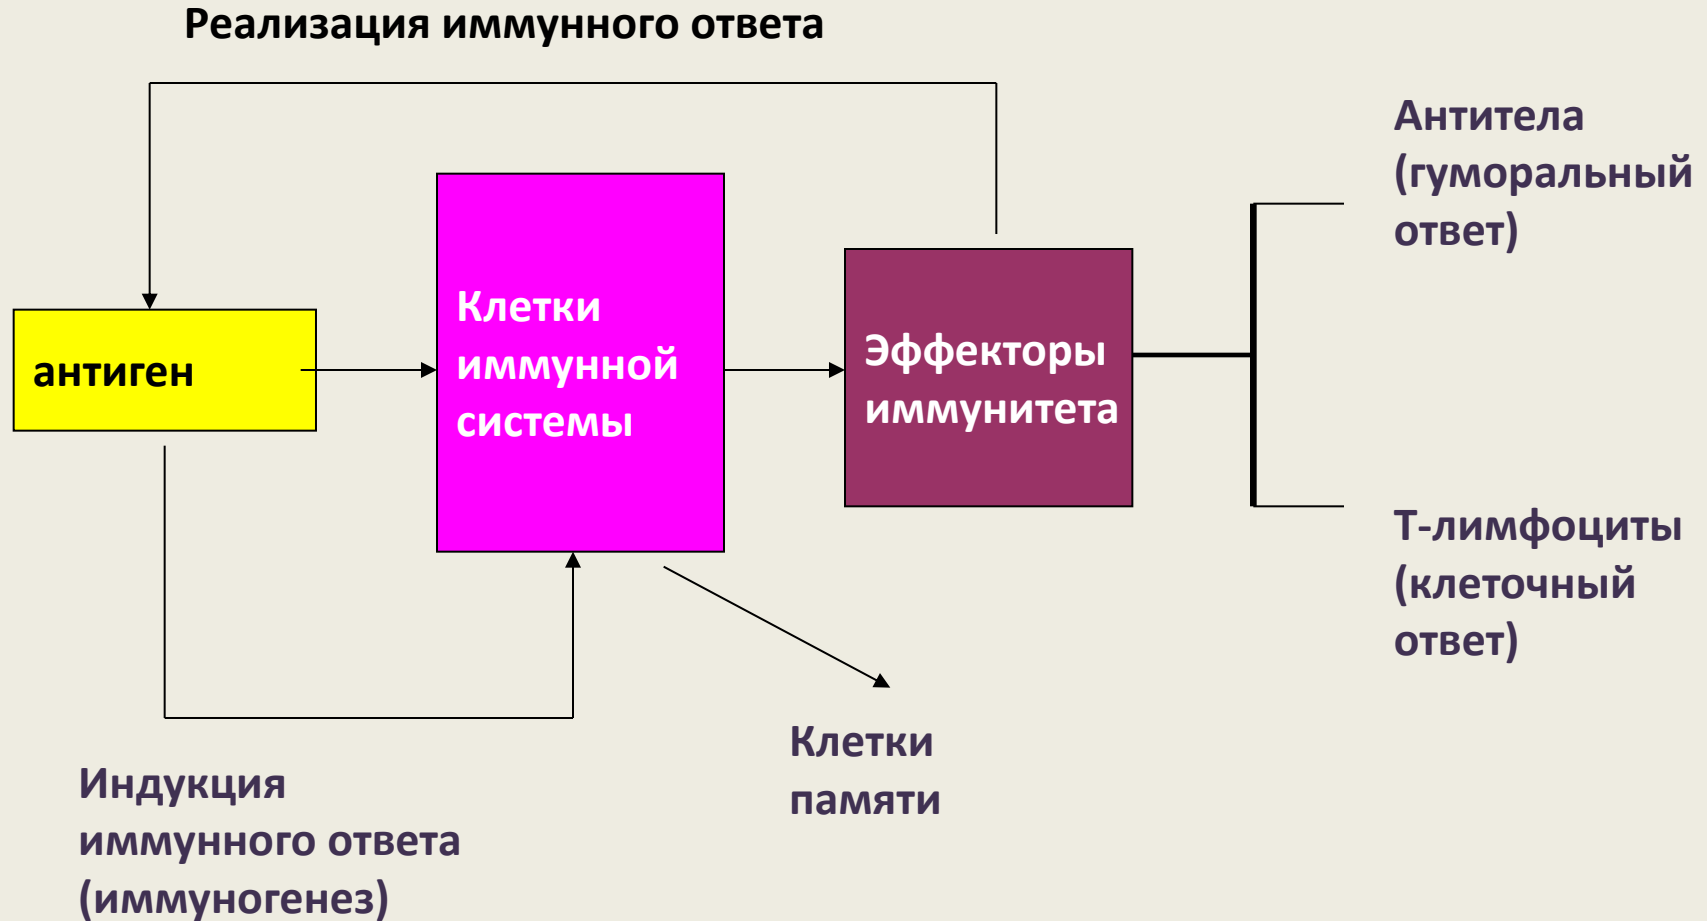 Реализация иммунного ответа
антиген
Клетки
иммунной
системы
Эффекторы
иммунитета
Антитела
(гуморальный
ответ)
Т-лимфоциты
(клеточный
ответ)
Клетки
памяти
Индукция
иммунного ответа
(иммуногенез)